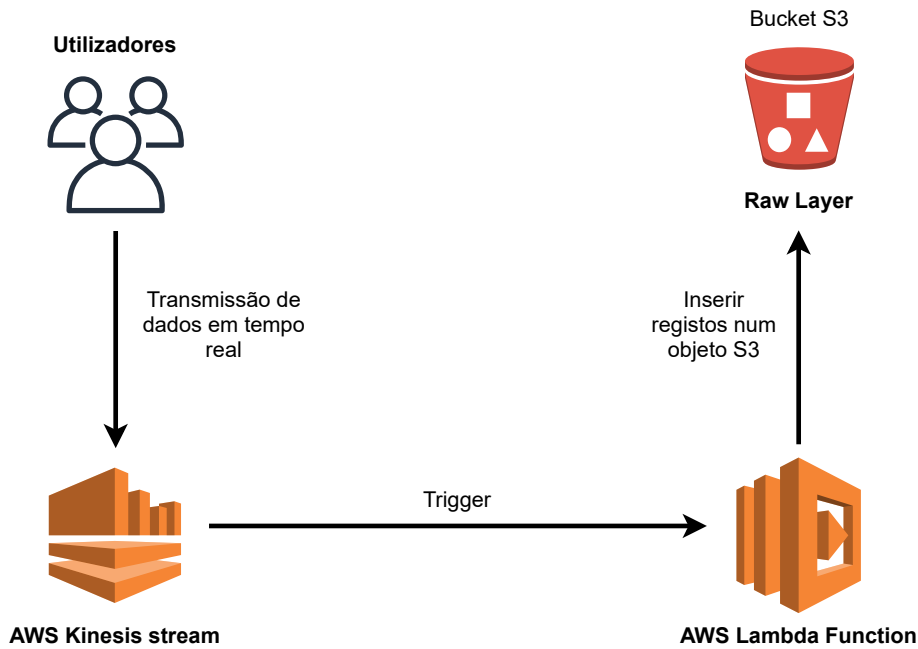 Utilizadores
Bucket S3
Raw Layer
Transmissão de
dados em tempo
real
Inserir
registos num
objeto S3
Trigger
AWS Kinesis stream
AWS Lambda Function